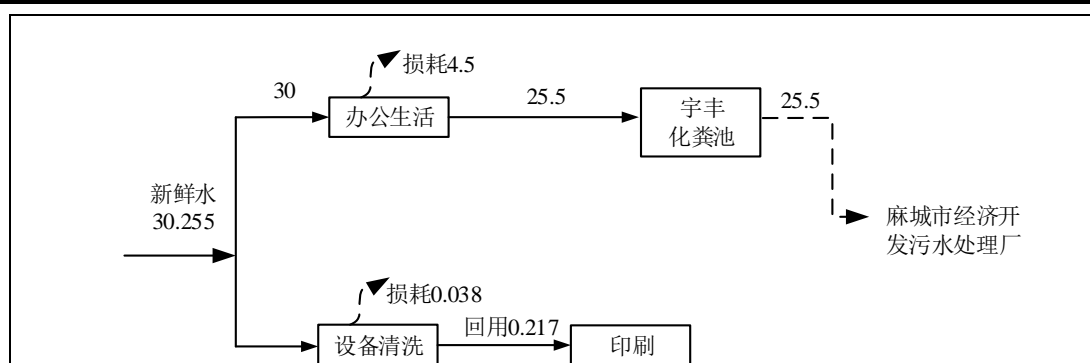 损耗4.5
30
办公生活
25.5
宇丰
化粪池
25.5
新鲜水
30.255
麻城市经济开
发污水处理厂
损耗0.038
设备清洗
回用0.217
印刷